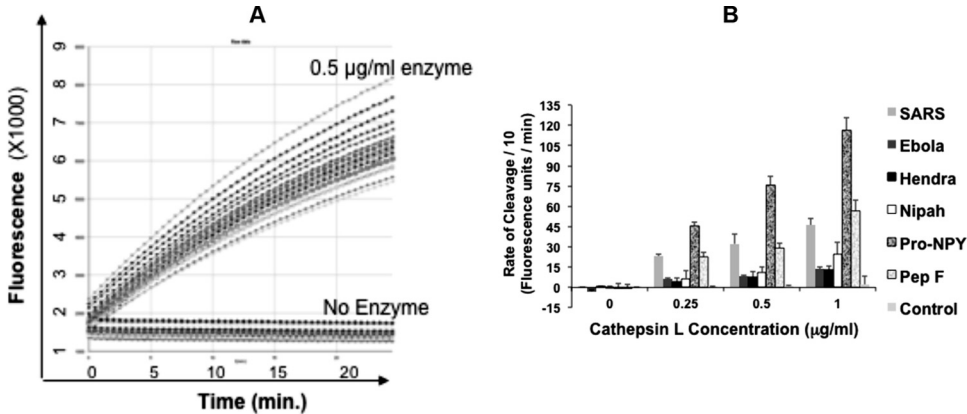 A
B
0.5 µg/ml enzyme
No Enzyme
Fluorescence (X1000)
9
8
7
6
5
4
3
2
1
0 5 10 15 20
Time (min.)
Rate of Cleavage / 10
(Fluorescence units / min)
135
120
105
90
75
60
45
30
15
0
-15
0 0.25 0.5 1
Cathepsin L Concentration (µg/ml)
SARS
Ebola
Hendra
Nipah
Pro-NPY
Pep F
Control